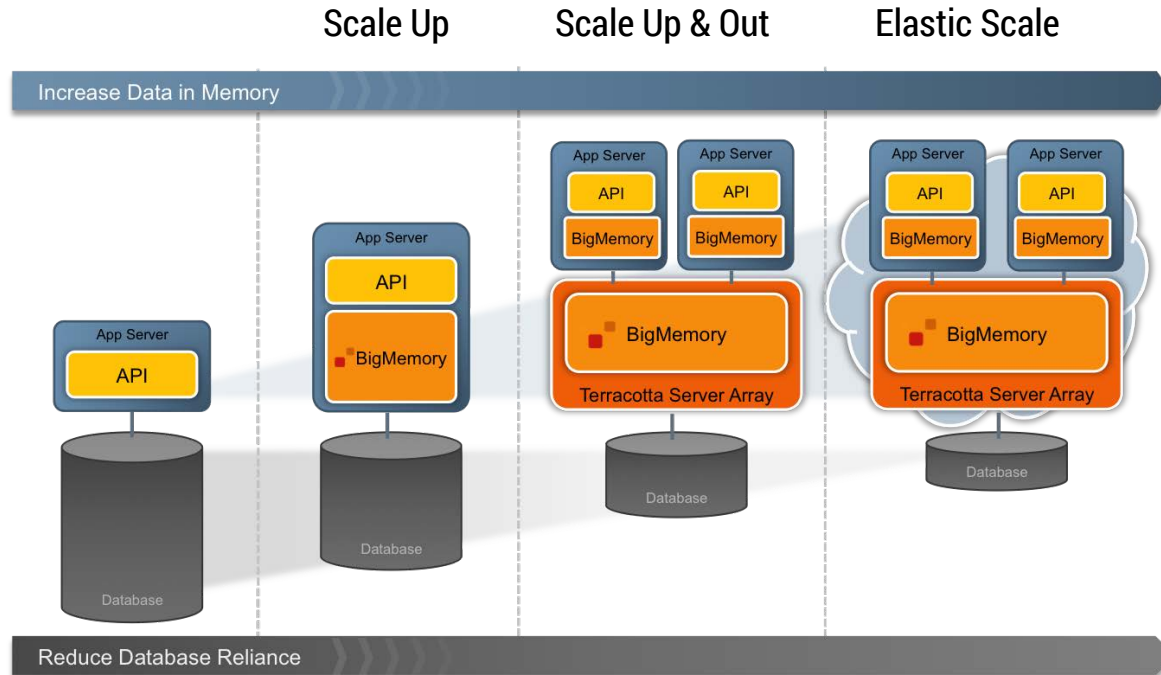 Scale Up
Scale Up & Out
Elastic Scale
Increase Data in Memory
App Server
API
Database
App Server
API
BigMemory
Database
App Server
API
BigMemory
App Server
API
BigMemory
BigMemory
Terracotta Server Array
Database
App Server
API
BigMemory
App Server
API
BigMemory
BigMemory
Terracotta Server Array
Database
Reduce Database Reliance